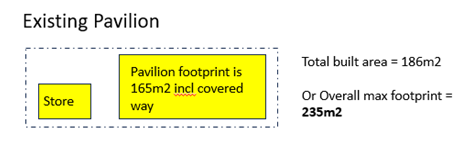 Existing Pavilion
Store
Pavilion footprint is
165m2 incl covered
way
Total built area = 186m2
Or Overall max footprint =
235m2